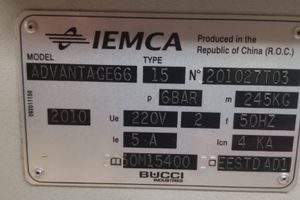 IEMCA
Produced in the
Republic of China (R.O.C.)
MODEL TYPE
ADVANTAGE66 15 N° 201027T03
p 6BAR m 245KG
2010 Ue 220V 2 f 50HZ
Ie 5 A Icn 4 KA
50M15400 EESTDAD1
BUCCI
INDUSTRIES